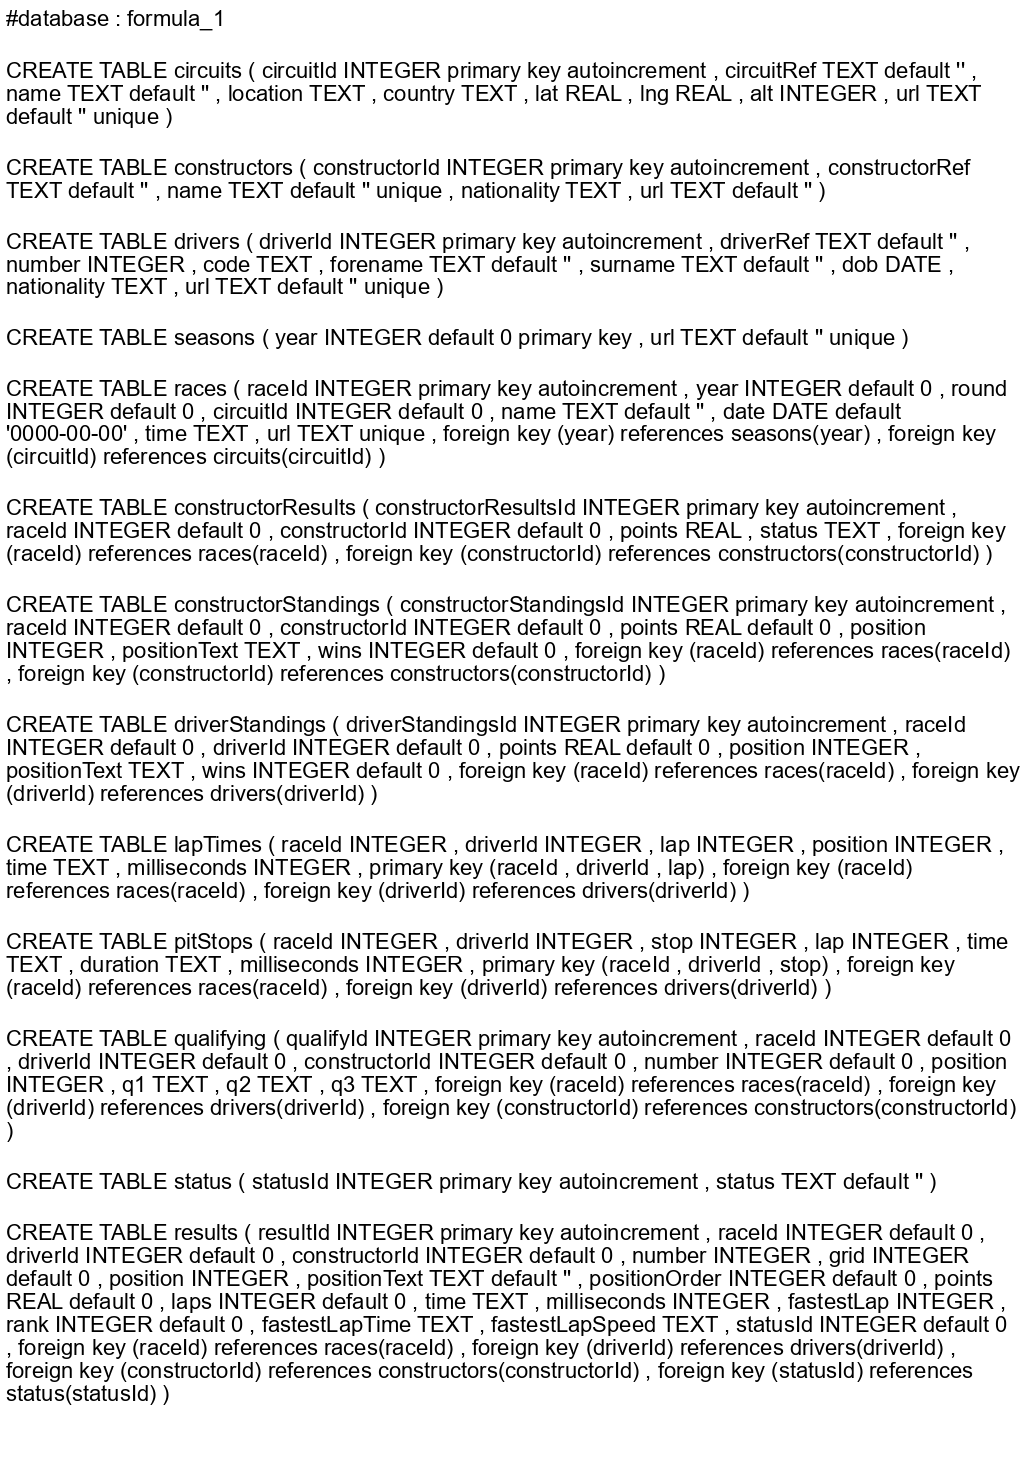 #database : formula_1
CREATE TABLE circuits ( circuitId INTEGER primary key autoincrement , circuitRef TEXT default '' ,
name TEXT default '' , location TEXT , country TEXT , lat REAL , lng REAL , alt INTEGER , url TEXT
default '' unique )
CREATE TABLE constructors ( constructorId INTEGER primary key autoincrement , constructorRef
TEXT default '' , name TEXT default '' unique , nationality TEXT , url TEXT default '' )
CREATE TABLE drivers ( driverId INTEGER primary key autoincrement , driverRef TEXT default '' ,
number INTEGER , code TEXT , forename TEXT default '' , surname TEXT default '' , dob DATE ,
nationality TEXT , url TEXT default '' unique )
CREATE TABLE seasons ( year INTEGER default 0 primary key , url TEXT default '' unique )
CREATE TABLE races ( raceId INTEGER primary key autoincrement , year INTEGER default 0 , round
INTEGER default 0 , circuitId INTEGER default 0 , name TEXT default '' , date DATE default
'0000-00-00' , time TEXT , url TEXT unique , foreign key (year) references seasons(year) , foreign key
(circuitId) references circuits(circuitId) )
CREATE TABLE constructorResults ( constructorResultsId INTEGER primary key autoincrement ,
raceId INTEGER default 0 , constructorId INTEGER default 0 , points REAL , status TEXT , foreign key
(raceId) references races(raceId) , foreign key (constructorId) references constructors(constructorId) )
CREATE TABLE constructorStandings ( constructorStandingsId INTEGER primary key autoincrement ,
raceId INTEGER default 0 , constructorId INTEGER default 0 , points REAL default 0 , position
INTEGER , positionText TEXT , wins INTEGER default 0 , foreign key (raceId) references races(raceId)
, foreign key (constructorId) references constructors(constructorId) )
CREATE TABLE driverStandings ( driverStandingsId INTEGER primary key autoincrement , raceId
INTEGER default 0 , driverId INTEGER default 0 , points REAL default 0 , position INTEGER ,
positionText TEXT , wins INTEGER default 0 , foreign key (raceId) references races(raceId) , foreign key
(driverId) references drivers(driverId) )
CREATE TABLE lapTimes ( raceId INTEGER , driverId INTEGER , lap INTEGER , position INTEGER ,
time TEXT , milliseconds INTEGER , primary key (raceId , driverId , lap) , foreign key (raceId)
references races(raceId) , foreign key (driverId) references drivers(driverId) )
CREATE TABLE pitStops ( raceId INTEGER , driverId INTEGER , stop INTEGER , lap INTEGER , time
TEXT , duration TEXT , milliseconds INTEGER , primary key (raceId , driverId , stop) , foreign key
(raceId) references races(raceId) , foreign key (driverId) references drivers(driverId) )
CREATE TABLE qualifying ( qualifyId INTEGER primary key autoincrement , raceId INTEGER default 0
, driverId INTEGER default 0 , constructorId INTEGER default 0 , number INTEGER default 0 , position
INTEGER , q1 TEXT , q2 TEXT , q3 TEXT , foreign key (raceId) references races(raceId) , foreign key
(driverId) references drivers(driverId) , foreign key (constructorId) references constructors(constructorId)
)
CREATE TABLE status ( statusId INTEGER primary key autoincrement , status TEXT default '' )
CREATE TABLE results ( resultId INTEGER primary key autoincrement , raceId INTEGER default 0 ,
driverId INTEGER default 0 , constructorId INTEGER default 0 , number INTEGER , grid INTEGER
default 0 , position INTEGER , positionText TEXT default '' , positionOrder INTEGER default 0 , points
REAL default 0 , laps INTEGER default 0 , time TEXT , milliseconds INTEGER , fastestLap INTEGER ,
rank INTEGER default 0 , fastestLapTime TEXT , fastestLapSpeed TEXT , statusId INTEGER default 0
, foreign key (raceId) references races(raceId) , foreign key (driverId) references drivers(driverId) ,
foreign key (constructorId) references constructors(constructorId) , foreign key (statusId) references
status(statusId) )